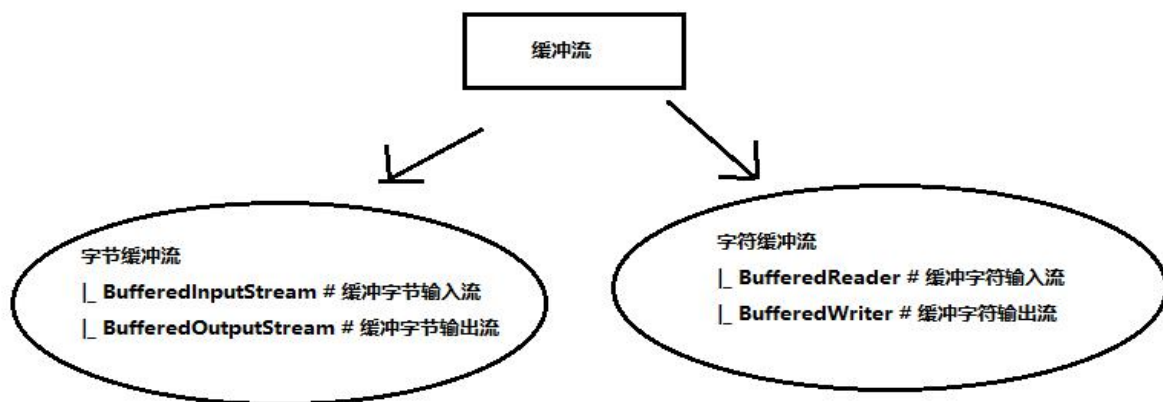 缓冲流
字节缓冲流
|_ BufferedInputStream # 缓冲字节输入流
|_ BufferedOutputStream # 缓冲字节输出流
字符缓冲流
|_ BufferedReader # 缓冲字符输入流
|_ BufferedWriter # 缓冲字符输出流